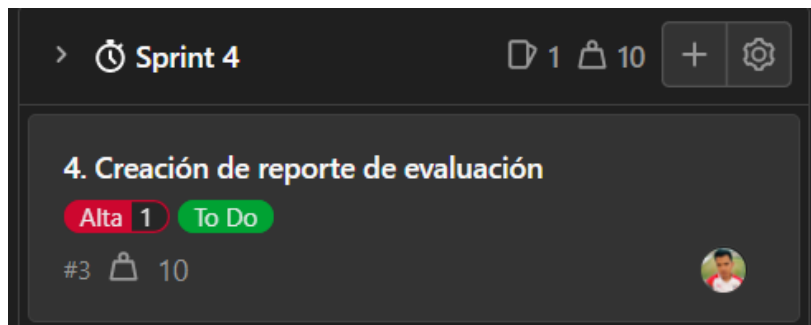 Sprint 4 1 10
4. Creación de reporte de evaluación
Alta 1 To Do
#3 10